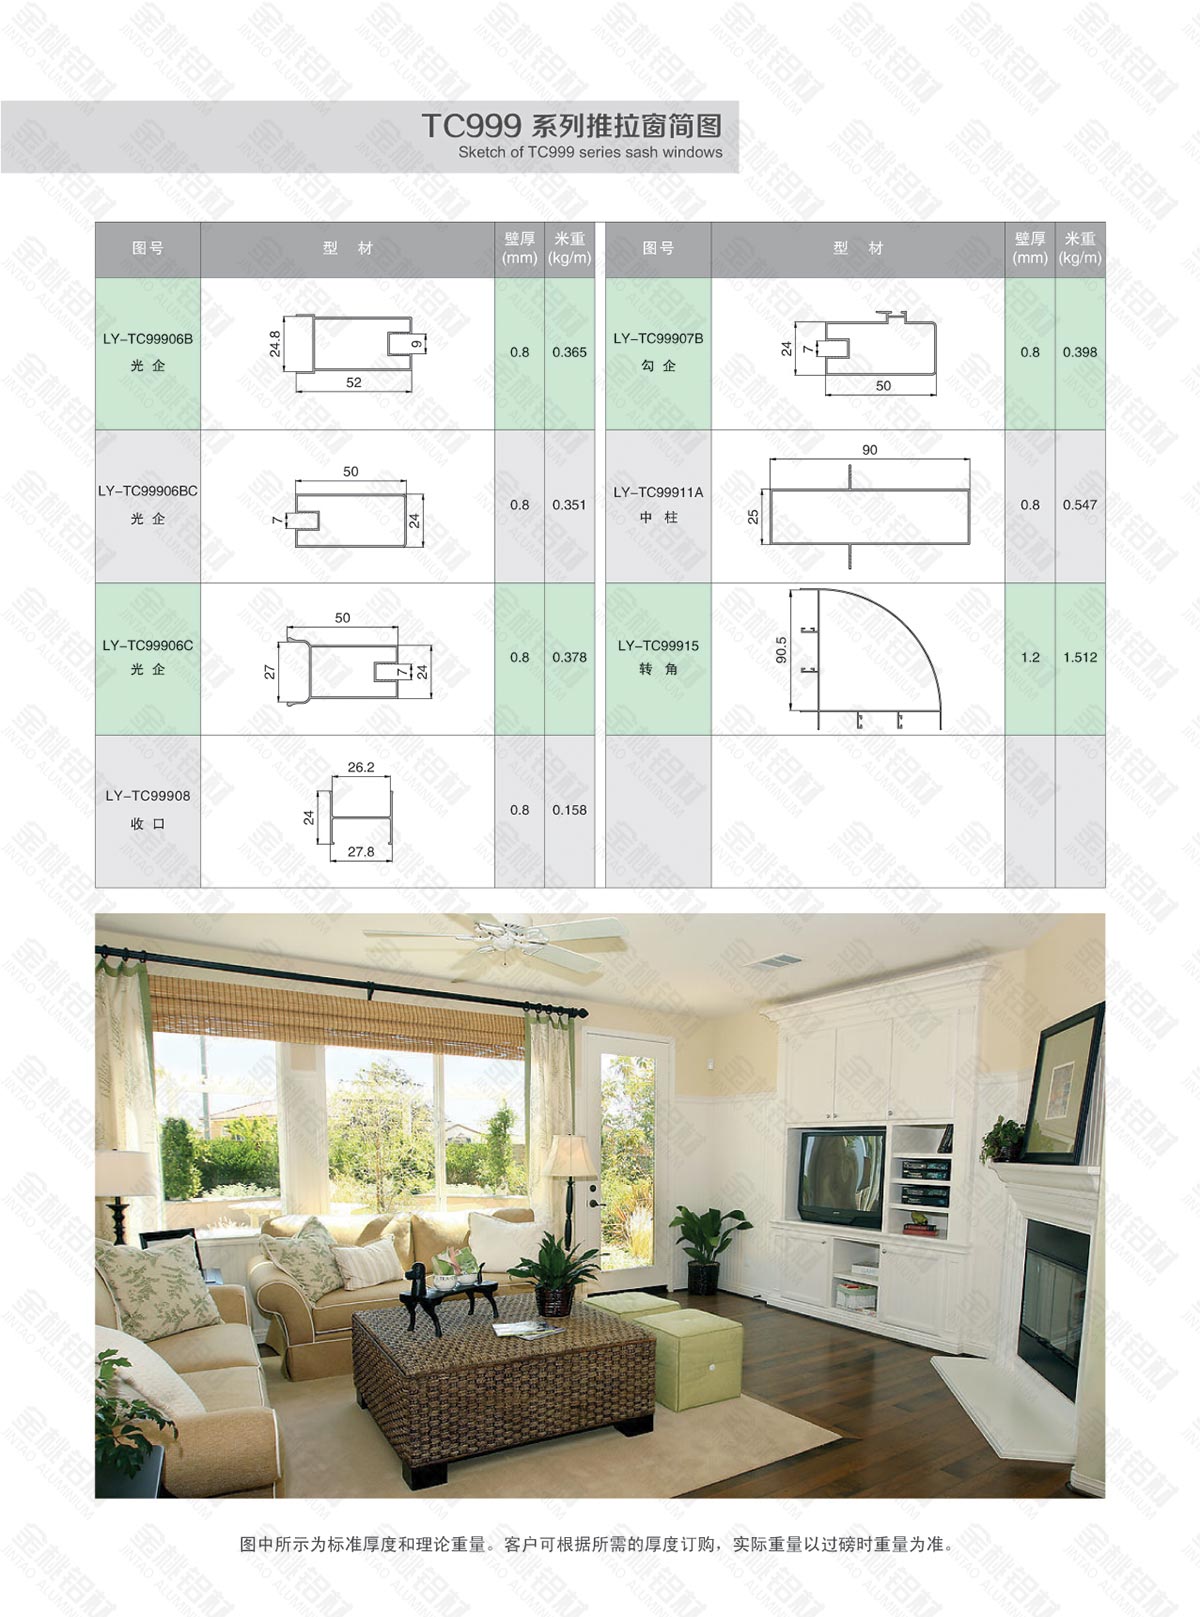 TC999 系列推拉窗简图
Sketch of TC999 series sash windows
图号 型 材 壁厚 (mm) 米重 (kg/m)
LY-TC99906B
光 企
24.8
9
52
0.8 0.365
LY-TC99906BC
光 企
50
7
24
0.8 0.351
LY-TC99906C
光 企
50
27
7
24
0.8 0.378
LY-TC99908
收 口
26.2
24
27.8
0.8 0.158
图号 型 材 壁厚 (mm) 米重 (kg/m)
LY-TC99907B
勾 企
24
7
50
0.8 0.398
LY-TC99911A
中 柱
90
25
0.8 0.547
LY-TC99915
转 角
90.5
1.2 1.512
图中所示为标准厚度和理论重量。客户可根据所需的厚度订购，实际重量以过磅时重量为准。
金桃铝材
JINTAO ALUMINIUM